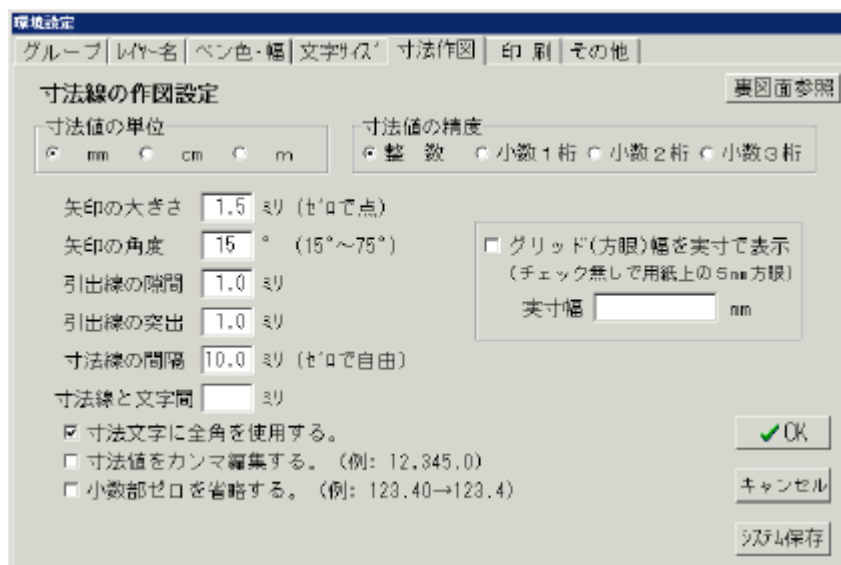 環境設定
グループ ﾚｲﾔｰ名 ペン色・幅 文字ｻｲｽﾞ 寸法作図 印 刷 その他
寸法線の作図設定 裏図面参照
寸法値の単位 寸法値の精度
mm cm m 整 数 小数1桁 小数2桁 小数3桁
矢印の大きさ 1.5 ミリ (ｾﾞﾛで点)
矢印の角度 15 ° (15°～75°) グリッド(方眼)幅を実寸で表示
(チェック無しで用紙上の5mm方眼)
引出線の隙間 1.0 ミリ
実寸幅 mm
引出線の突出 1.0 ミリ
寸法線の間隔 10.0 ミリ (ｾﾞﾛで自由)
寸法線と文字間 ミリ
寸法文字に全角を使用する。 OK
寸法値をカンマ編集する。 (例: 12,345.0)
小数部ゼロを省略する。 (例: 123.40→123.4) キャンセル
ｼｽﾃﾑ保存